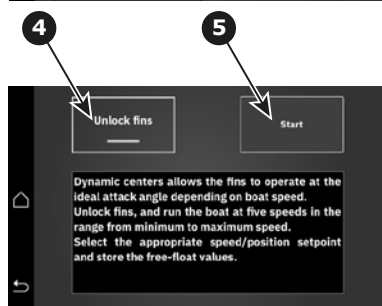 4 5
Unlock fins Start
Dynamic centers allows the fins to operate at the
ideal attack angle depending on boat speed.
Unlock fins, and run the boat at five speeds in the
range from minimum to maximum speed.
Select the appropriate speed/position setpoint
and store the free-float values.